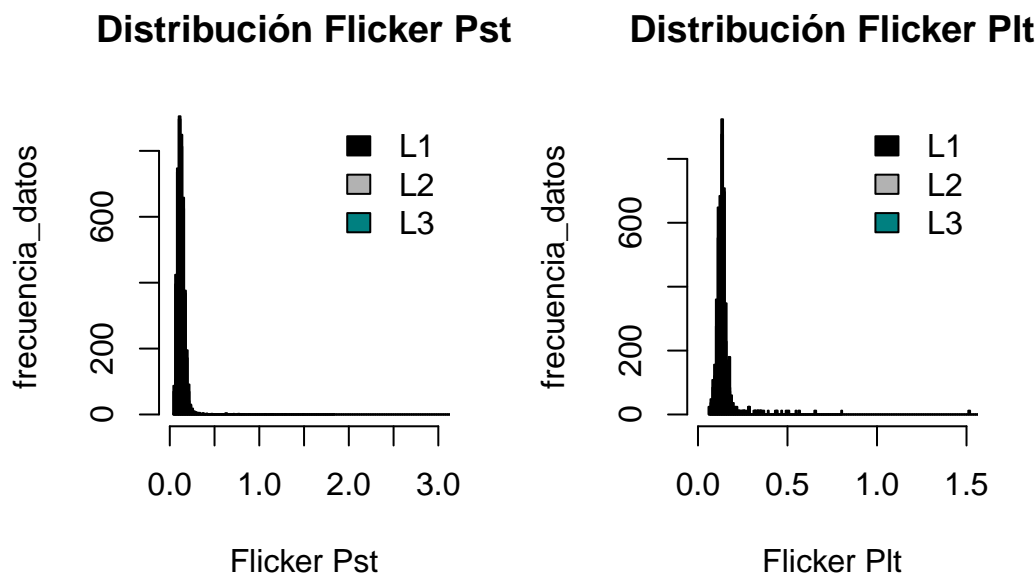 Distribución Flicker Pst
frecuencia_datos
0
200
600
L1
L2
L3
0.0 1.0 2.0 3.0
Flicker Pst
Distribución Flicker Plt
frecuencia_datos
0
200
600
L1
L2
L3
0.0 0.5 1.0 1.5
Flicker Plt